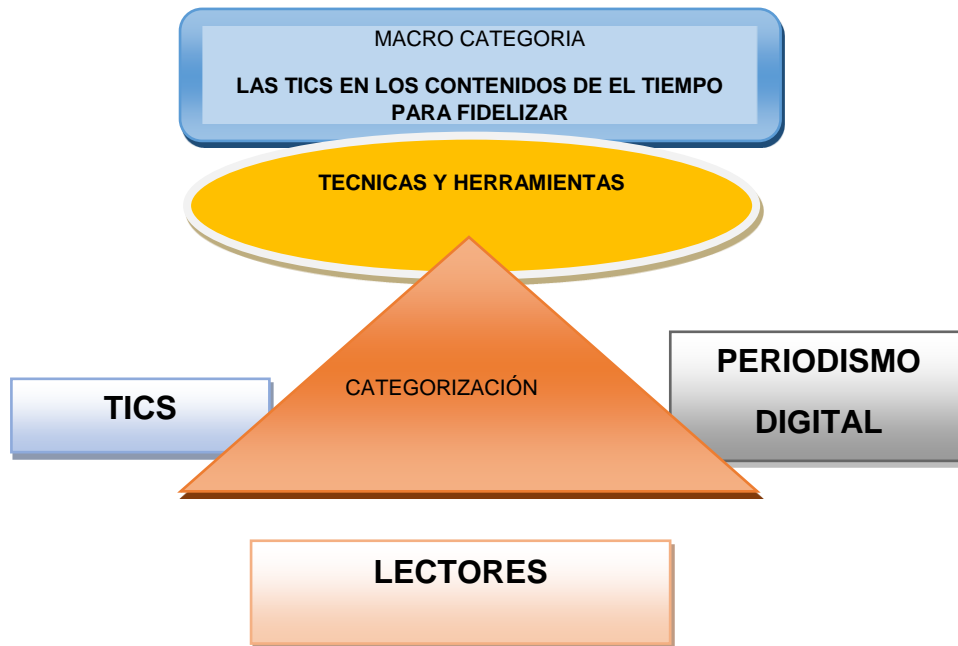 MACRO CATEGORIA
LAS TICS EN LOS CONTENIDOS DE EL TIEMPO
PARA FIDELIZAR
TECNICAS Y HERRAMIENTAS
CATEGORIZACIÓN
TICS
PERIODISMO
DIGITAL
LECTORES